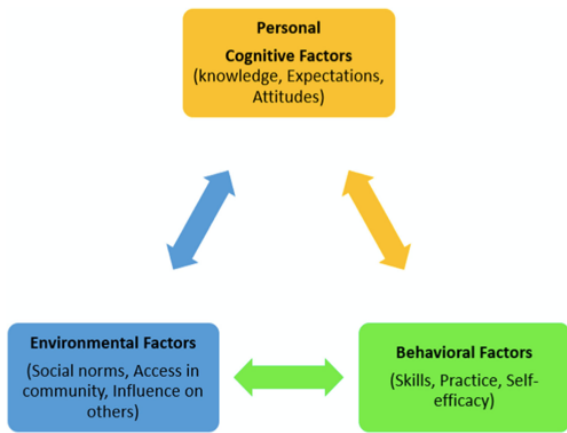 Personal
Cognitive Factors
(knowledge, Expectations,
Attitudes)
Environmental Factors
(Social norms, Access in
community, Influence on
others)
Behavioral Factors
(Skills, Practice, Self-
efficacy)